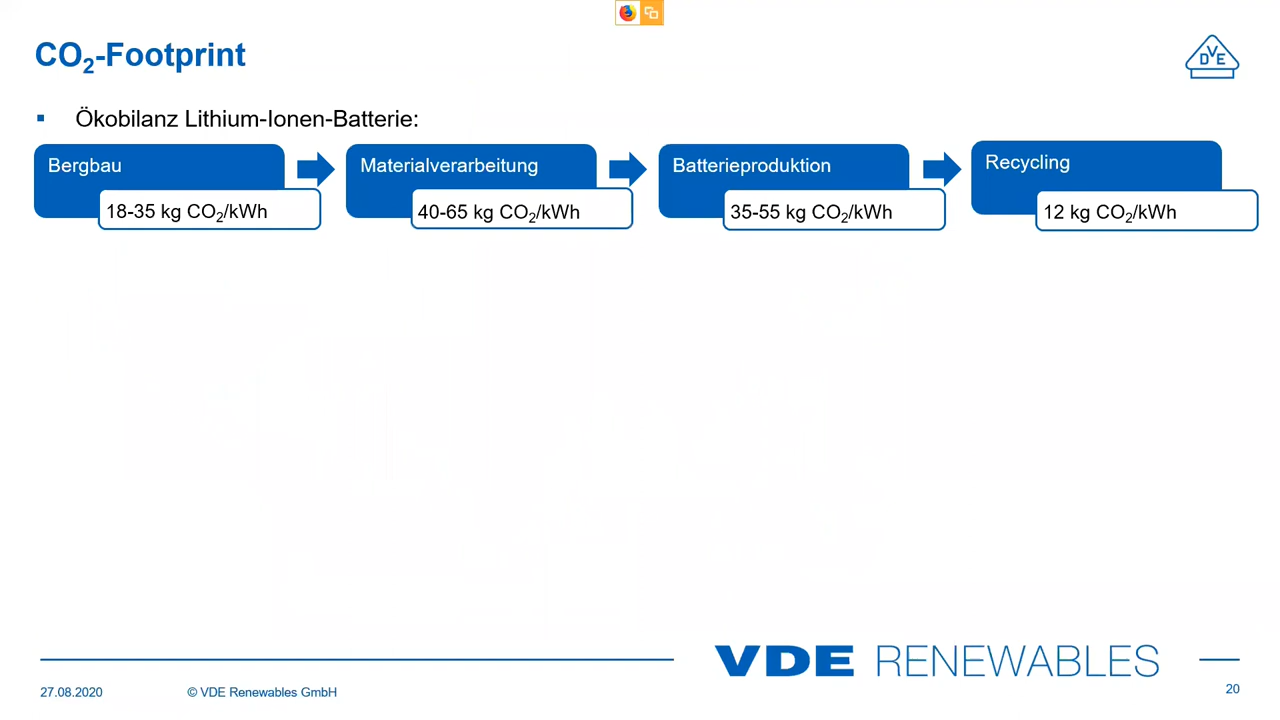 CO₂-Footprint
DVE
Ökobilanz Lithium-Ionen-Batterie:
Bergbau
18-35 kg CO₂/kWh
Materialverarbeitung
40-65 kg CO₂/kWh
Batterieproduktion
35-55 kg CO₂/kWh
Recycling
12 kg CO₂/kWh
VDE RENEWABLES
27.08.2020
© VDE Renewables GmbH
20